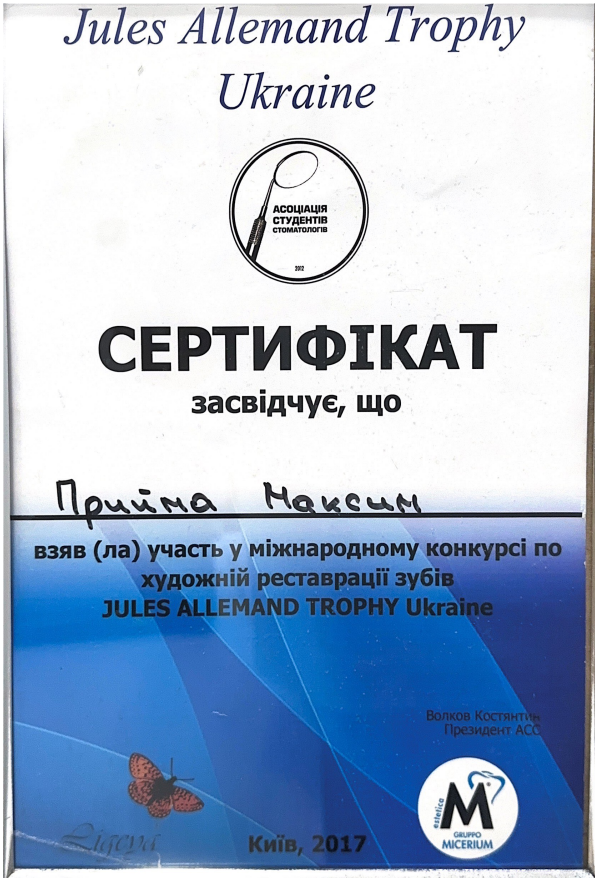 Jules Allemand Trophy
Ukraine
АСОЦІАЦІЯ
СТУДЕНТІВ
СТОМАТОЛОГІВ
2012
СЕРТИФІКАТ
засвідчує, що
Прийма Максим
взяв (ла) участь у міжнародному конкурсі по
художній реставрації зубів
JULES ALLEMAND TROPHY Ukraine
Волков Костянтин
Президент АСС
Ligeya
Київ, 2017
estetica
M
GRUPPO
MICERIUM